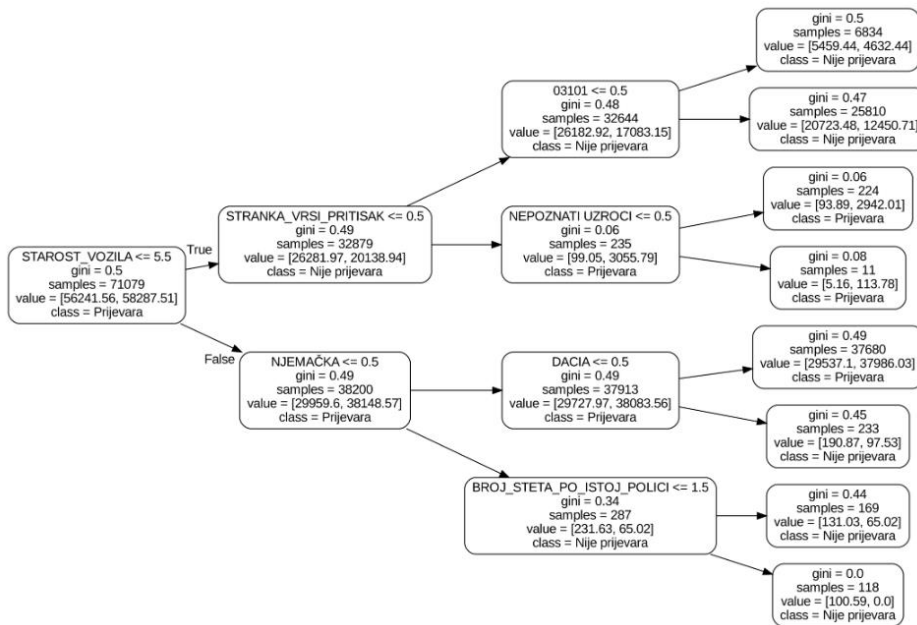 STAROST_VOZILA <= 5.5
gini = 0.5
samples = 71079
value = [56241.56, 58287.51]
class = Prijevara
True
False
STRANKA_VRSI_PRITISAK <= 0.5
gini = 0.49
samples = 32879
value = [26281.97, 20138.94]
class = Nije prijevara
NJEMAČKA <= 0.5
gini = 0.49
samples = 38200
value = [29959.6, 38148.57]
class = Prijevara
03101 <= 0.5
gini = 0.48
samples = 32644
value = [26182.92, 17083.15]
class = Nije prijevara
NEPOZNATI UZROCI <= 0.5
gini = 0.06
samples = 235
value = [99.05, 3055.79]
class = Prijevara
DACIA <= 0.5
gini = 0.49
samples = 37913
value = [29727.97, 38083.56]
class = Prijevara
BROJ_STETA_PO_ISTOJ_POLICI <= 1.5
gini = 0.34
samples = 287
value = [231.63, 65.02]
class = Nije prijevara
gini = 0.5
samples = 6834
value = [5459.44, 4632.44]
class = Nije prijevara
gini = 0.47
samples = 25810
value = [20723.48, 12450.71]
class = Nije prijevara
gini = 0.06
samples = 224
value = [93.89, 2942.01]
class = Prijevara
gini = 0.08
samples = 11
value = [5.16, 113.78]
class = Prijevara
gini = 0.49
samples = 37680
value = [29537.1, 37986.03]
class = Prijevara
gini = 0.45
samples = 233
value = [190.87, 97.53]
class = Nije prijevara
gini = 0.44
samples = 169
value = [131.03, 65.02]
class = Nije prijevara
gini = 0.0
samples = 118
value = [100.59, 0.0]
class = Nije prijevara